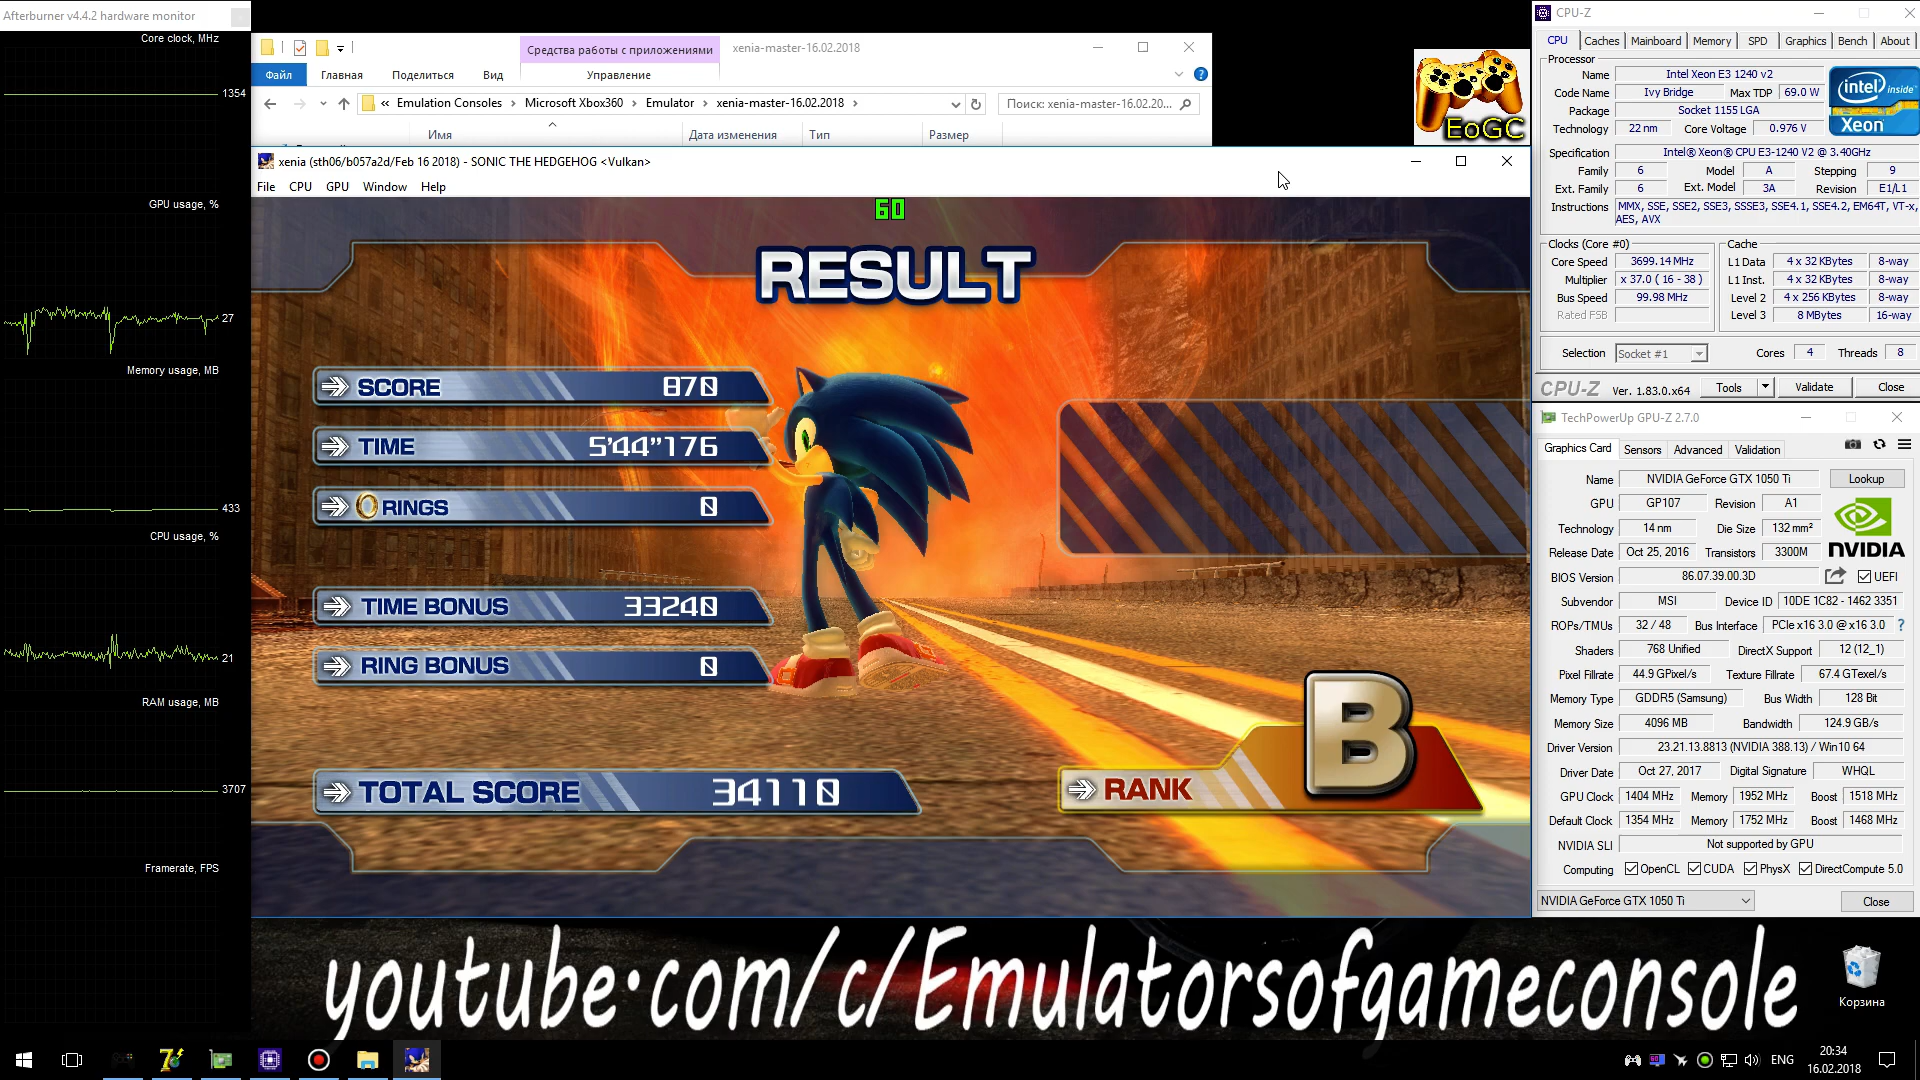 Afterburner v4.4.2 hardware monitor
Core clock, MHz
1354
GPU usage, %
27
Memory usage, MB
433
CPU usage, %
21
RAM usage, MB
3707
Framerate, FPS
Средства работы с приложениями
xenia-master-16.02.2018
Файл Главная Поделиться Вид Управление
« Emulation Consoles Microsoft Xbox360 Emulator xenia-master-16.02.2018
Поиск: xenia-master-16.02.20...
Имя Дата изменения Тип Размер
EoGC
xenia (sth06/b057a2d/Feb 16 2018) - SONIC THE HEDGEHOG <Vulkan>
File CPU GPU Window Help
60
RESULT
SCORE 870
TIME 5'44"176
RINGS 0
TIME BONUS 33240
RING BONUS 0
TOTAL SCORE 34110
RANK B
CPU-Z
CPU Caches Mainboard Memory SPD Graphics Bench About
Processor
Name Intel Xeon E3 1240 v2
Code Name Ivy Bridge Max TDP 69.0 W
Package Socket 1155 LGA
Technology 22 nm Core Voltage 0.976 V
intel inside™
Xeon
Specification Intel® Xeon® CPU E3-1240 V2 @ 3.40GHz
Family 6 Model A Stepping 9
Ext. Family 6 Ext. Model 3A Revision E1/L1
Instructions MMX, SSE, SSE2, SSE3, SSSE3, SSE4.1, SSE4.2, EM64T, VT-x,
AES, AVX
Clocks (Core #0) Cache
Core Speed 3699.14 MHz L1 Data 4 x 32 KBytes 8-way
Multiplier x 37.0 ( 16 - 38 ) L1 Inst. 4 x 32 KBytes 8-way
Bus Speed 99.98 MHz Level 2 4 x 256 KBytes 8-way
Rated FSB Level 3 8 MBytes 16-way
Selection Socket #1 Cores 4 Threads 8
CPU-Z Ver. 1.83.0.x64 Tools Validate Close
TechPowerUp GPU-Z 2.7.0
Graphics Card Sensors Advanced Validation
Name NVIDIA GeForce GTX 1050 Ti Lookup
GPU GP107 Revision A1
Technology 14 nm Die Size 132 mm²
Release Date Oct 25, 2016 Transistors 3300M
NVIDIA
BIOS Version 86.07.39.00.3D UEFI
Subvendor MSI Device ID 10DE 1C82 - 1462 3351
ROPs/TMUs 32 / 48 Bus Interface PCIe x16 3.0 @ x16 3.0 ?
Shaders 768 Unified DirectX Support 12 (12_1)
Pixel Fillrate 44.9 GPixel/s Texture Fillrate 67.4 GTexel/s
Memory Type GDDR5 (Samsung) Bus Width 128 Bit
Memory Size 4096 MB Bandwidth 124.9 GB/s
Driver Version 23.21.13.8813 (NVIDIA 388.13) / Win10 64
Driver Date Oct 27, 2017 Digital Signature WHQL
GPU Clock 1404 MHz Memory 1952 MHz Boost 1518 MHz
Default Clock 1354 MHz Memory 1752 MHz Boost 1468 MHz
NVIDIA SLI Not supported by GPU
Computing OpenCL CUDA PhysX DirectCompute 5.0
NVIDIA GeForce GTX 1050 Ti Close
youtube.com/c/Emulatorsofgameconsole
Корзина
ENG
20:34
16.02.2018